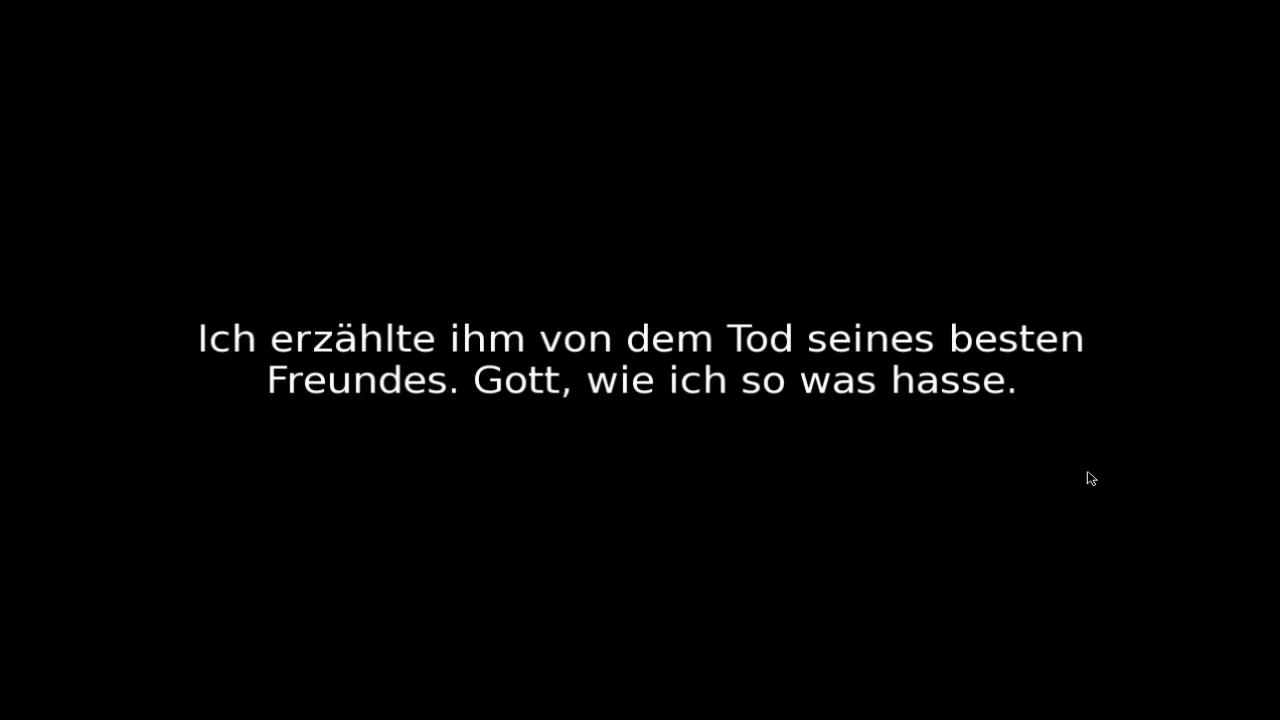 Ich erzählte ihm von dem Tod seines besten
Freundes. Gott, wie ich so was hasse.